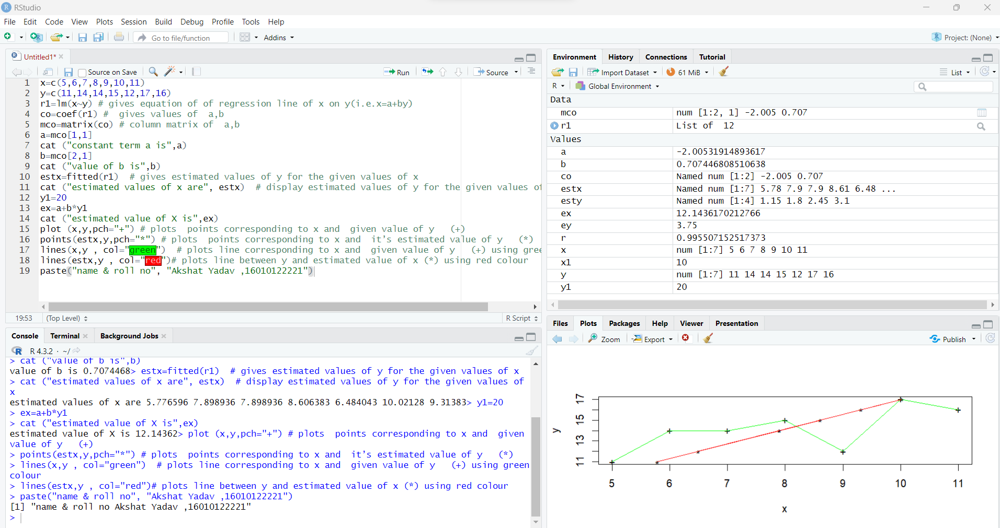 RStudio
File Edit Code View Plots Session Build Debug Profile Tools Help
Go to file/function Addins Project: (None)
Untitled1*
Source on Save Run Source
1 x=c(5,6,7,8,9,10,11)
2 y=c(11,14,14,15,12,17,16)
3 r1=lm(x~y) # gives equation of of regression line of x on y(i.e.x=a+by)
4 co=coef(r1) #  gives values of  a,b
5 mco=matrix(co) # column matrix of  a,b
6 a=mco[1,1]
7 cat ("constant term a is",a)
8 b=mco[2,1]
9 cat ("value of b is",b)
10 estx=fitted(r1)  # gives estimated values of y for the given values of x
11 cat ("estimated values of x are", estx)  # display estimated values of y for the given values of
12 y1=20
13 ex=a+b*y1
14 cat ("estimated value of X is",ex)
15 plot (x,y,pch="+") # plots  points corresponding to x and  given value of y   (+)
16 points(estx,y,pch="*") # plots  points corresponding to x and  it's estimated value of y   (*)
17 lines(x,y , col="green")  # plots line corresponding to x and  given value of y   (+) using gree
18 lines(estx,y , col="red")# plots line between y and estimated value of x (*) using red colour
19 paste("name & roll no", "Akshat Yadav ,16010122221")
19:53 (Top Level) R Script
Console Terminal Background Jobs
R 4.3.2 · ~/
> cat ("value of b is",b)
value of b is 0.7074468> estx=fitted(r1)  # gives estimated values of y for the given values of x
> cat ("estimated values of x are", estx)  # display estimated values of y for the given values of
x
estimated values of x are 5.776596 7.898936 7.898936 8.606383 6.484043 10.02128 9.31383> y1=20
> ex=a+b*y1
> cat ("estimated value of X is",ex)
estimated value of X is 12.14362> plot (x,y,pch="+") # plots  points corresponding to x and  given
value of y   (+)
> points(estx,y,pch="*") # plots  points corresponding to x and  it's estimated value of y   (*)
> lines(x,y , col="green")  # plots line corresponding to x and  given value of y   (+) using green
colour
> lines(estx,y , col="red")# plots line between y and estimated value of x (*) using red colour
> paste("name & roll no", "Akshat Yadav ,16010122221")
[1] "name & roll no Akshat Yadav ,16010122221"
>
Environment History Connections Tutorial
Import Dataset 61 MiB List
R Global Environment
Data
mco num [1:2, 1] -2.005 0.707
r1 List of  12
Values
a -2.00531914893617
b 0.707446808510638
co Named num [1:2] -2.005 0.707
estx Named num [1:7] 5.78 7.9 7.9 8.61 6.48 ...
esty Named num [1:4] 1.15 1.8 2.45 3.1
ex 12.1436170212766
ey 3.75
r 0.995507152517373
x num [1:7] 5 6 7 8 9 10 11
x1 10
y num [1:7] 11 14 14 15 12 17 16
y1 20
Files Plots Packages Help Viewer Presentation
Zoom Export Publish
17
15
13
11
y
5 6 7 8 9 10 11
x